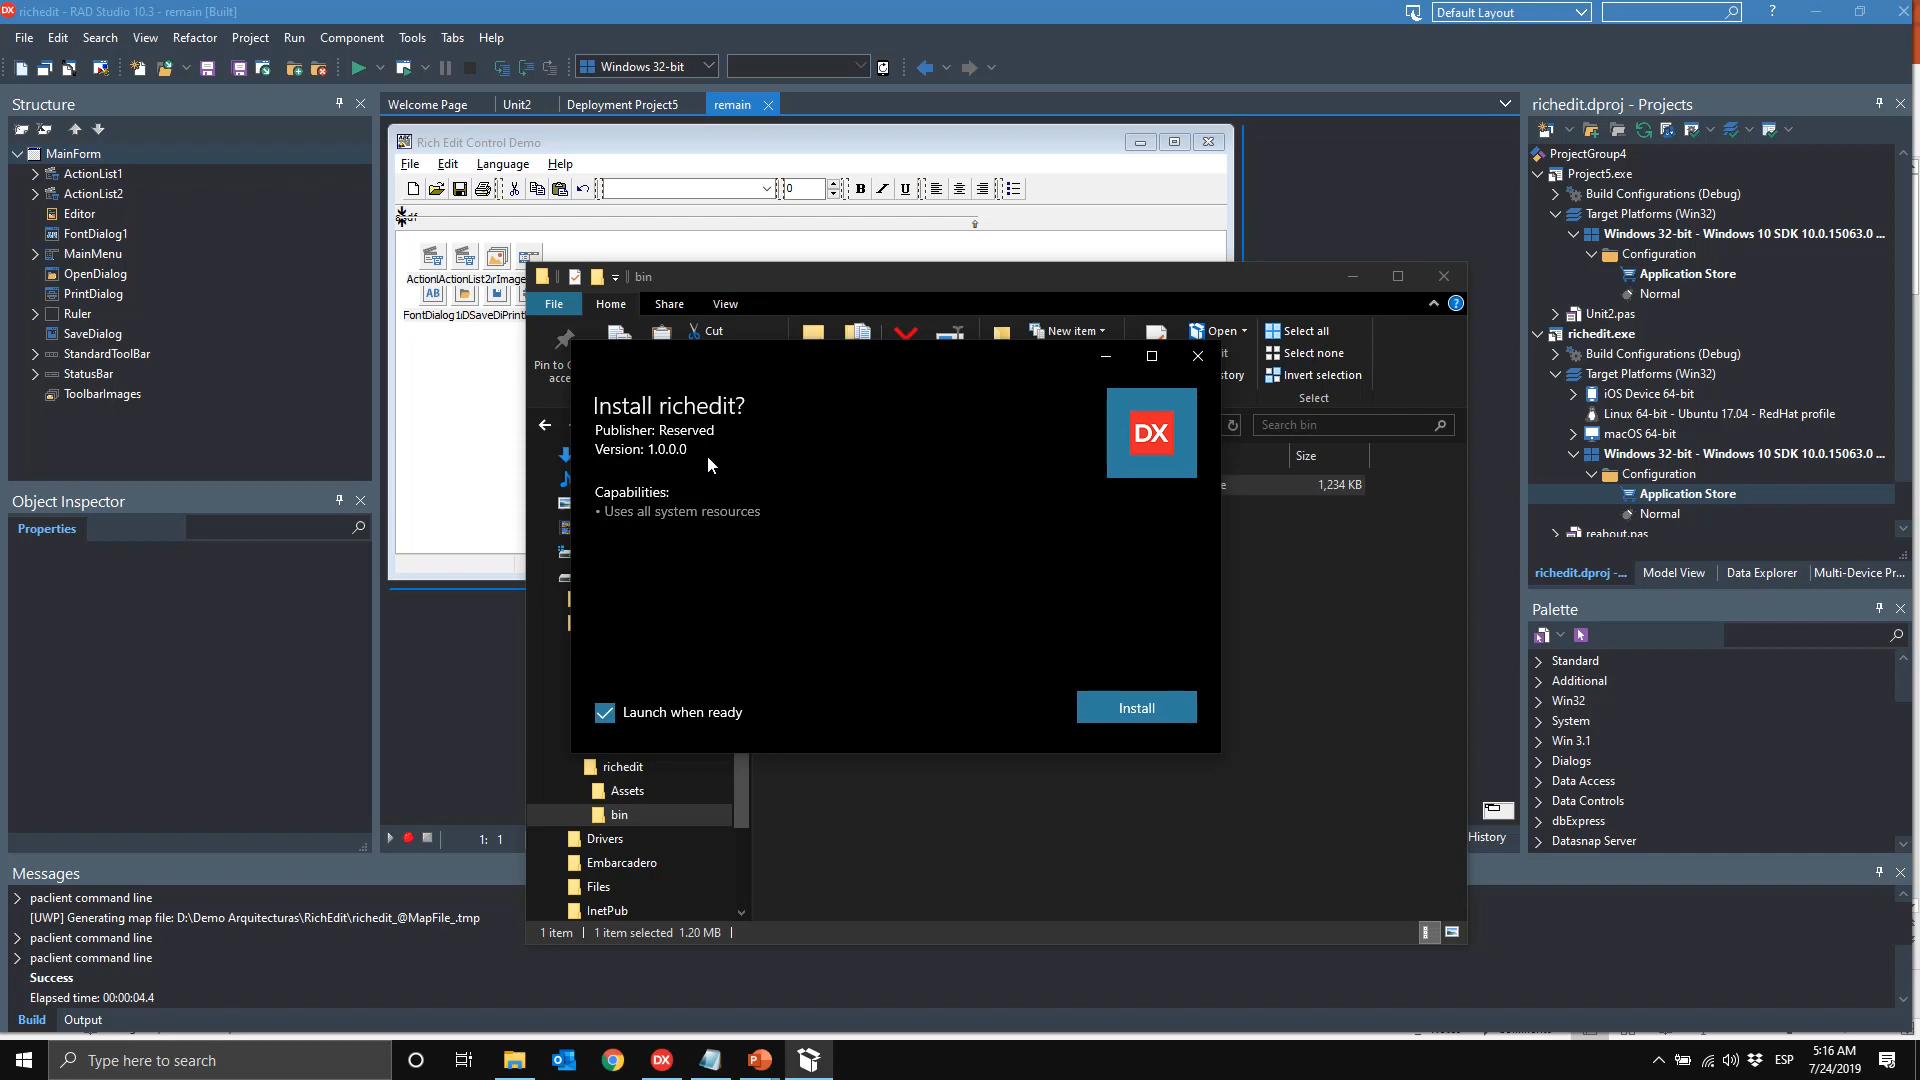 richedit - RAD Studio 10.3 - remain [Built]
Default Layout
File Edit Search View Refactor Project Run Component Tools Tabs Help
Windows 32-bit
Structure
MainForm
ActionList1
ActionList2
Editor
FontDialog1
MainMenu
OpenDialog
PrintDialog
Ruler
SaveDialog
StandardToolBar
StatusBar
ToolbarImages
Object Inspector
Properties
Welcome Page Unit2 Deployment Project5 remain
Rich Edit Control Demo
File Edit Language Help
0
B U
bin
File Home Share View
Cut
New item
Open
Select all
Select none
Invert selection
Select
Pin to
Search bin
Size
1,234 KB
Install richedit?
Publisher: Reserved
Version: 1.0.0.0
Capabilities:
• Uses all system resources
DX
Launch when ready
Install
richedit
Assets
bin
Drivers
Embarcadero
Files
InetPub
1 item 1 item selected 1.20 MB
1: 1
History
richedit.dproj - Projects
ProjectGroup4
Project5.exe
Build Configurations (Debug)
Target Platforms (Win32)
Windows 32-bit - Windows 10 SDK 10.0.15063.0 ...
Configuration
Application Store
Normal
Unit2.pas
richedit.exe
Build Configurations (Debug)
Target Platforms (Win32)
iOS Device 64-bit
Linux 64-bit - Ubuntu 17.04 - RedHat profile
macOS 64-bit
Windows 32-bit - Windows 10 SDK 10.0.15063.0 ...
Configuration
Application Store
Normal
reabout.pas
richedit.dproj -... Model View Data Explorer Multi-Device Pr...
Palette
Standard
Additional
Win32
System
Win 3.1
Dialogs
Data Access
Data Controls
dbExpress
Datasnap Server
Messages
paclient command line
[UWP] Generating map file: D:\Demo Arquitecturas\RichEdit\richedit_@MapFile_.tmp
paclient command line
paclient command line
Success
Elapsed time: 00:00:04.4
Build Output
Type here to search
ESP
5:16 AM
7/24/2019